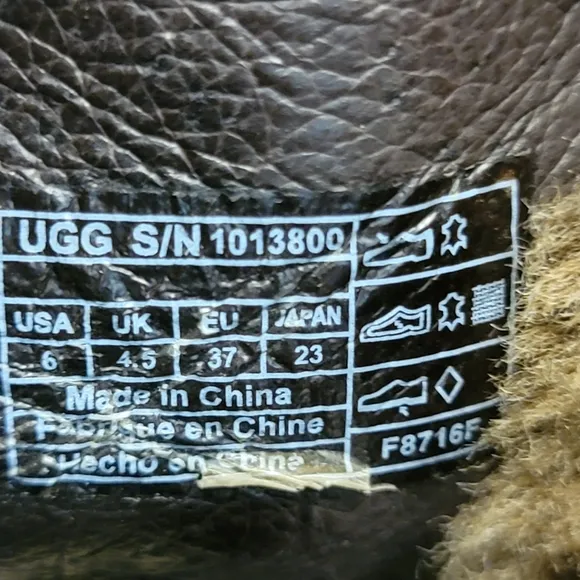 UGG S/N 1013800
USA UK EU JAPAN
6 4.5 37 23
Made in China
Fabriqué en Chine
Hecho en China
F8716F